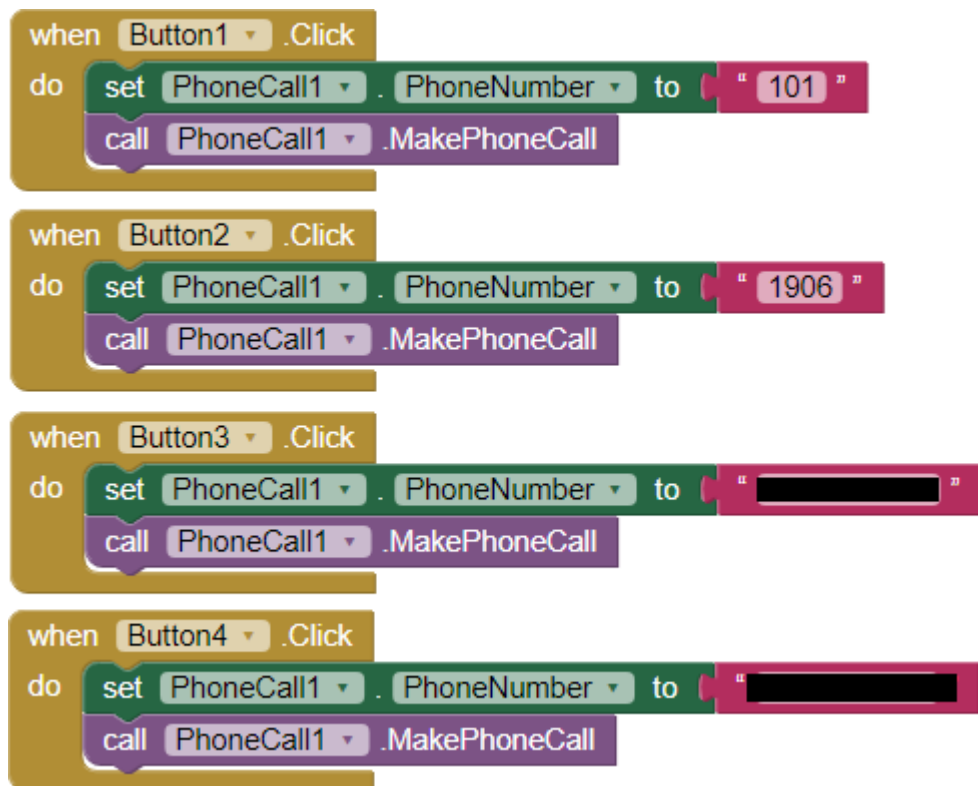 when Button1 .Click
do set PhoneCall1 . PhoneNumber to " 101 "
call PhoneCall1 .MakePhoneCall
when Button2 .Click
do set PhoneCall1 . PhoneNumber to " 1906 "
call PhoneCall1 .MakePhoneCall
when Button3 .Click
do set PhoneCall1 . PhoneNumber to " "
call PhoneCall1 .MakePhoneCall
when Button4 .Click
do set PhoneCall1 . PhoneNumber to "
call PhoneCall1 .MakePhoneCall